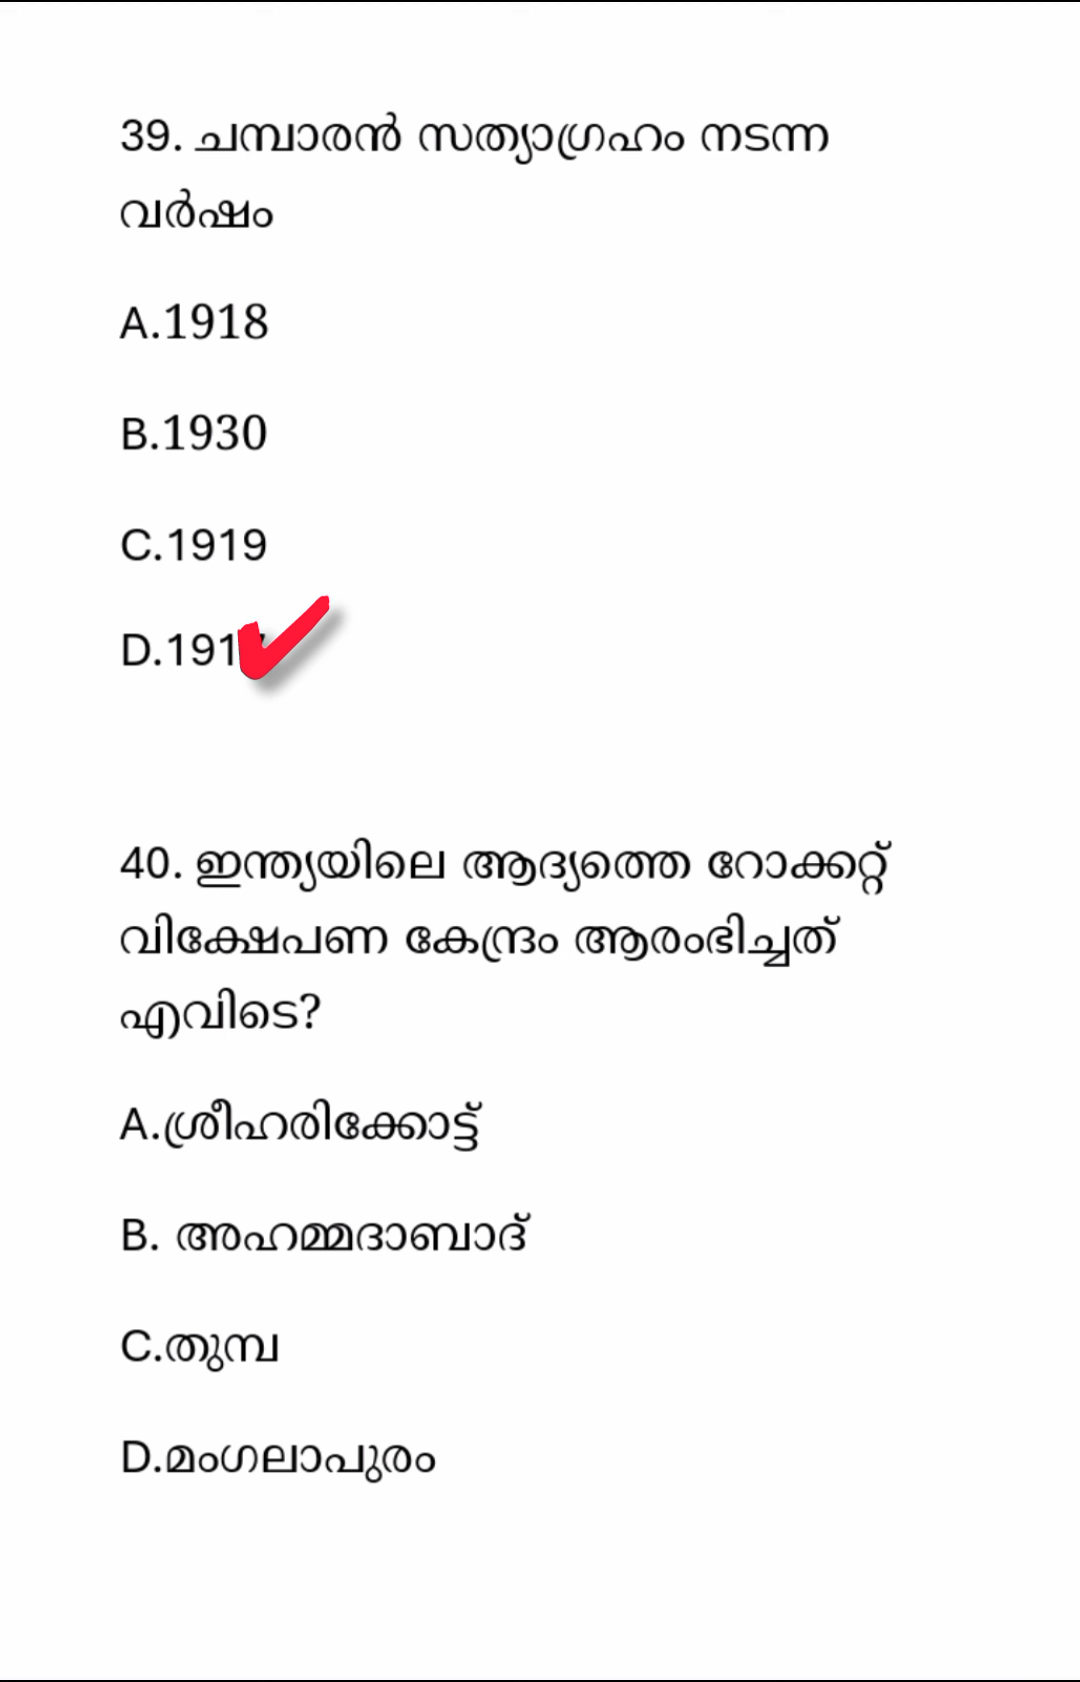 39. ചമ്പാരൻ സത്യാഗ്രഹം നടന്ന
വർഷം
A.1918
B.1930
C.1919
D.1917
40. ഇന്ത്യയിലെ ആദ്യത്തെ റോക്കറ്റ്
വിക്ഷേപണ കേന്ദ്രം ആരംഭിച്ചത്
എവിടെ?
A.ശ്രീഹരിക്കോട്ട്
B. അഹമ്മദാബാദ്
C.തുമ്പ
D.മംഗലാപുരം